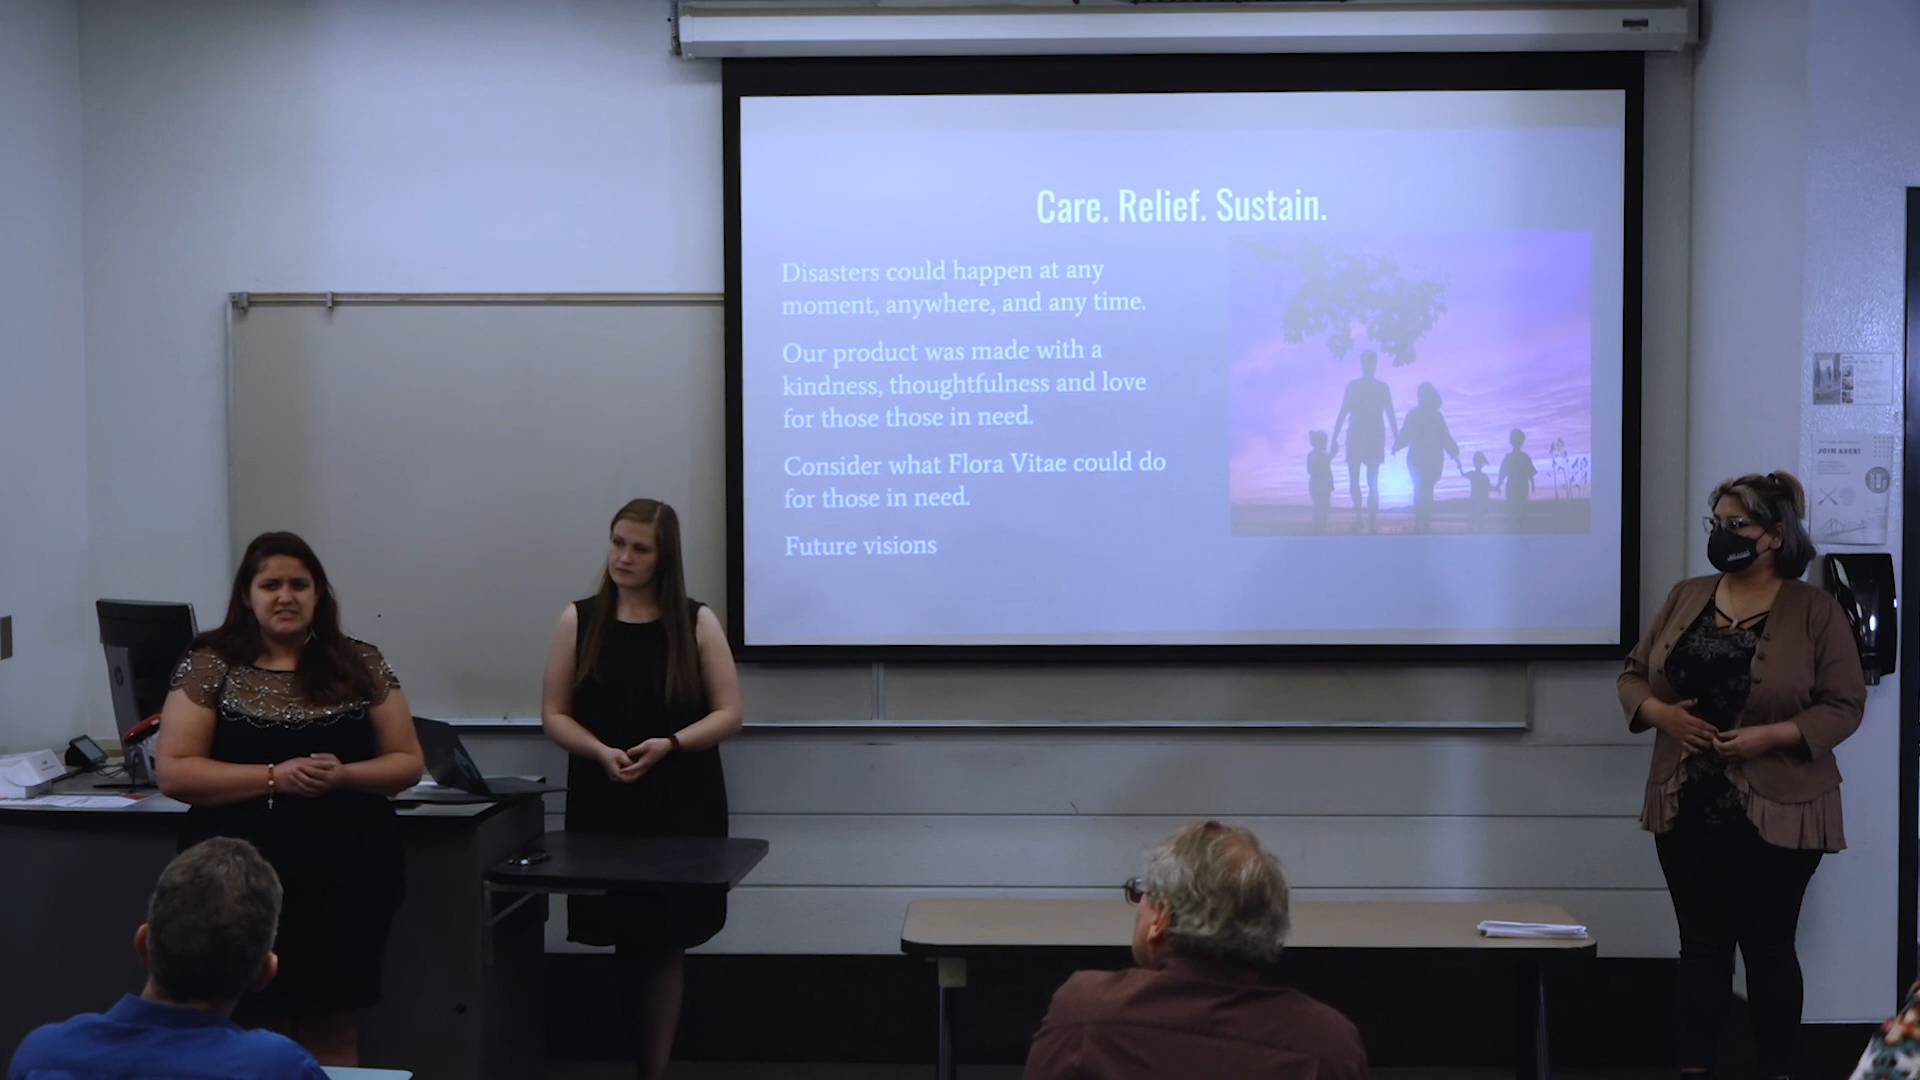 Care. Relief. Sustain.
Disasters could happen at any
moment, anywhere, and any time.
Our product was made with a
kindness, thoughtfulness and love
for those those in need.
Consider what Flora Vitae could do
for those in need.
Future visions
JOIN ASCE!